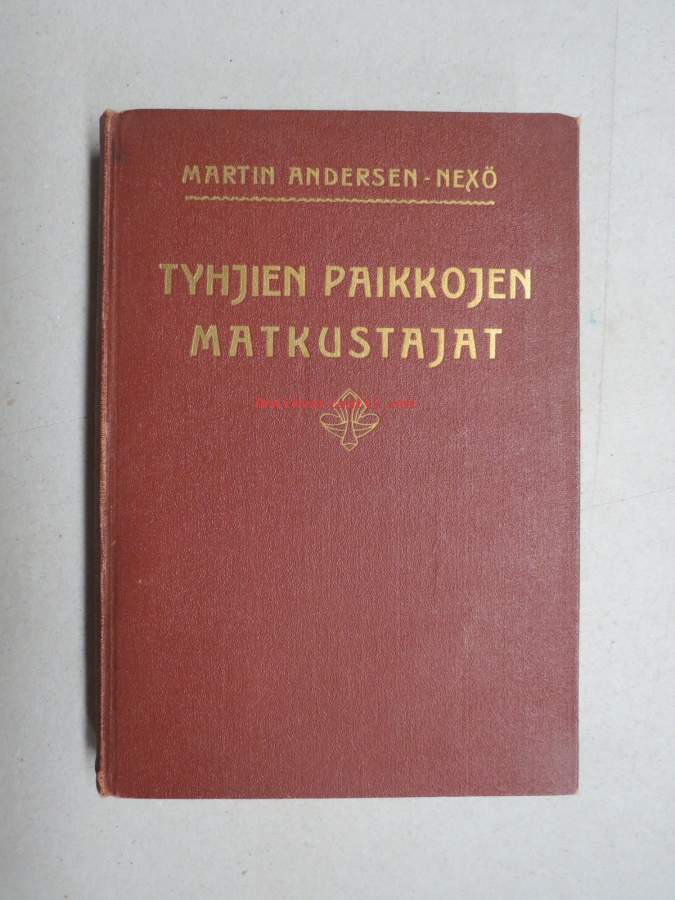 MARTIN ANDERSEN-NEXÖ
TYHJIEN PAIKKOJEN
MATKUSTAJAT